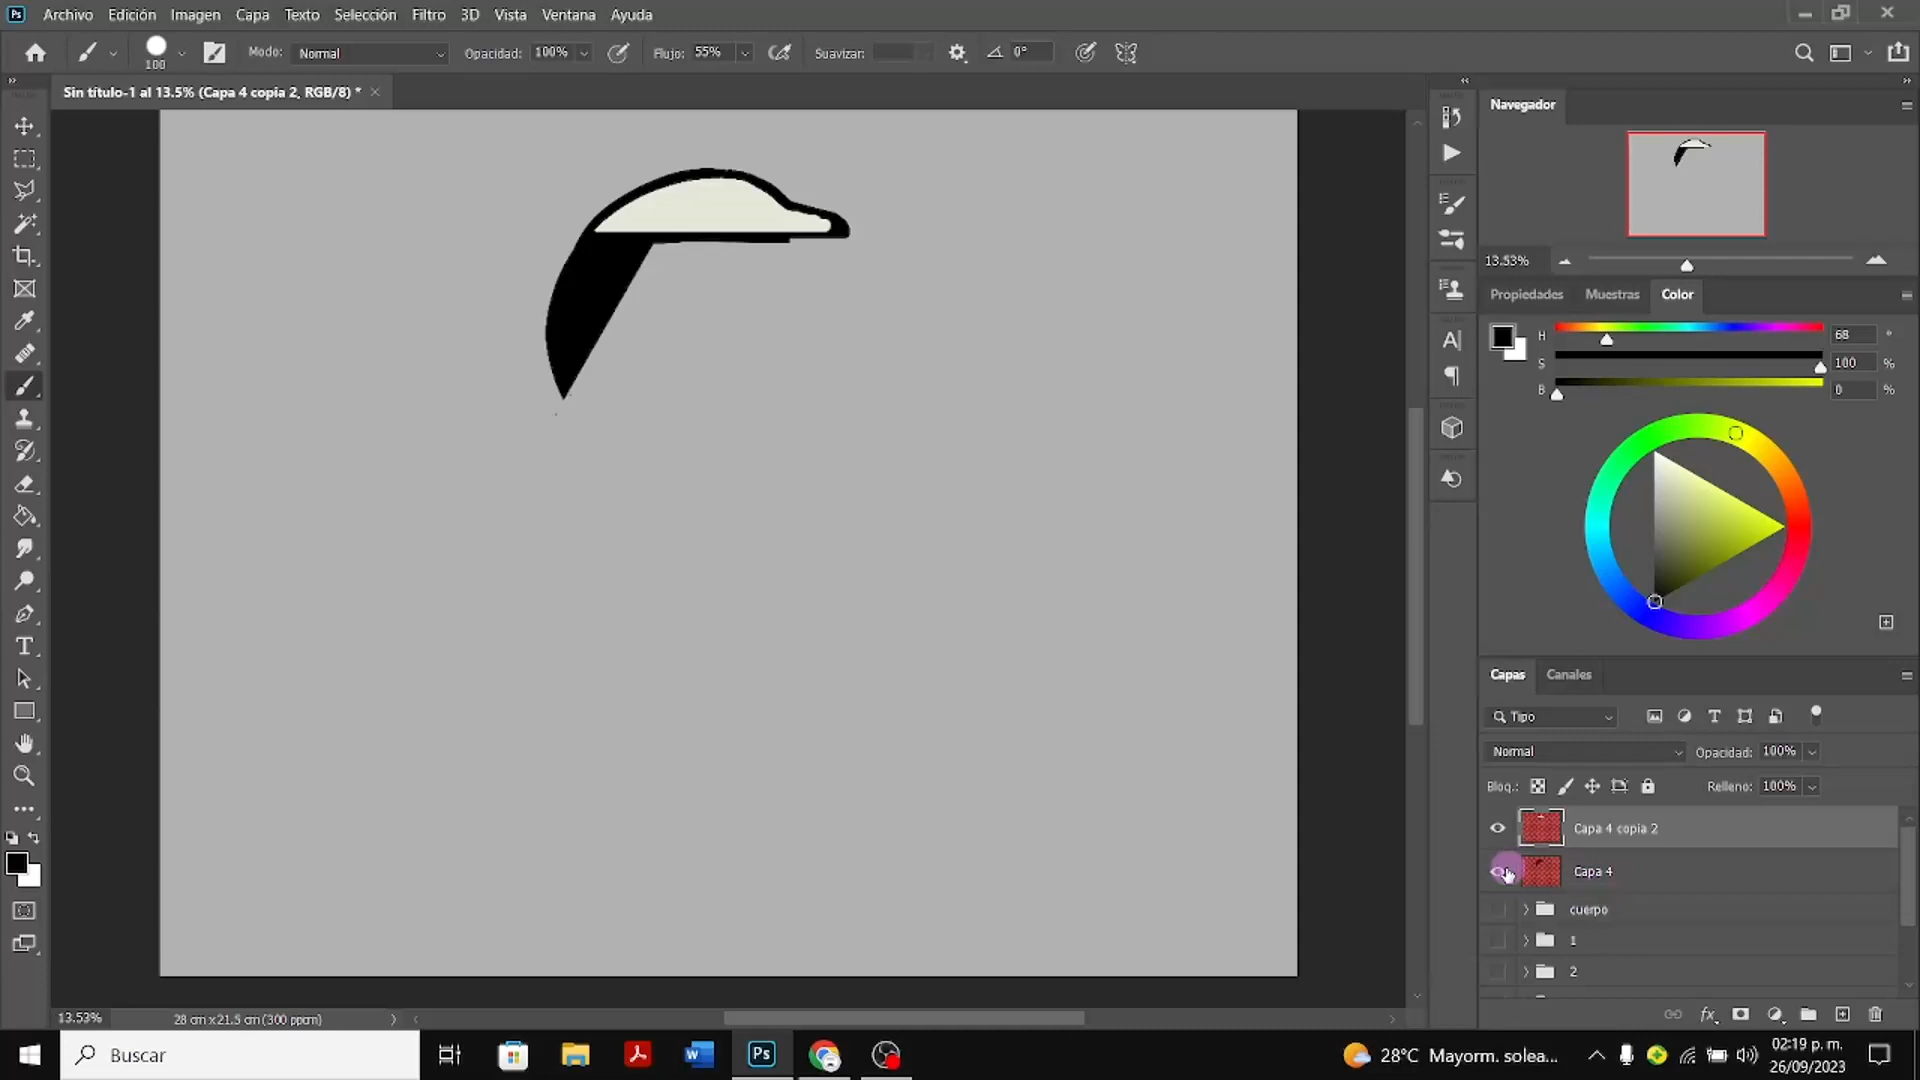 Ps Archivo Edición Imagen Capa Texto Selección Filtro 3D Vista Ventana Ayuda
100 Modo: Normal Opacidad: 100% Flujo: 55% Suavizar: 0°
Sin título-1 al 13.5% (Capa 4 copia 2, RGB/8) *
Navegador
13.53%
Propiedades Muestras Color
H 68 °
S 100 %
B 0 %
Capas Canales
Tipo
Normal Opacidad: 100%
Bloq.: Relleno: 100%
Capa 4 copia 2
Capa 4
cuerpo
1
2
fx
13.53% 28 cm x 21.5 cm (300 ppcm)
Buscar
Ps
28°C Mayorm. solea...
02:19 p. m.
26/09/2023